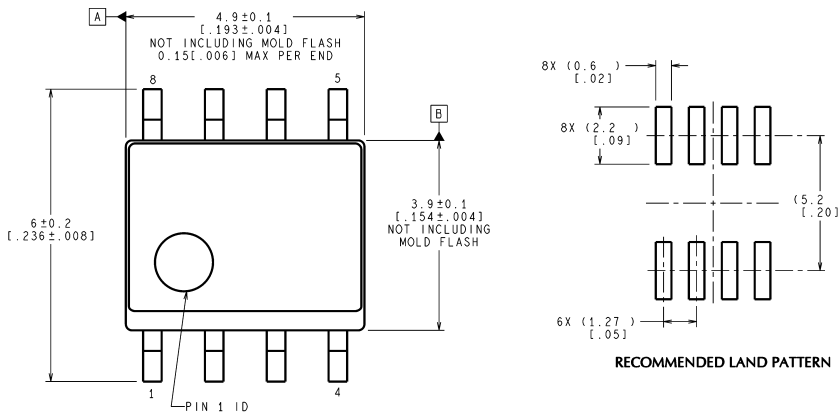 A
4.9±0.1
[.193±.004]
NOT INCLUDING MOLD FLASH
0.15[.006] MAX PER END
8
5
B
6±0.2
[.236±.008]
3.9±0.1
[.154±.004]
NOT INCLUDING
MOLD FLASH
1
4
PIN 1 ID
8X (0.6 )
[.02]
8X (2.2 )
[.09]
(5.2
[.20]
6X (1.27 )
[.05]
RECOMMENDED LAND PATTERN